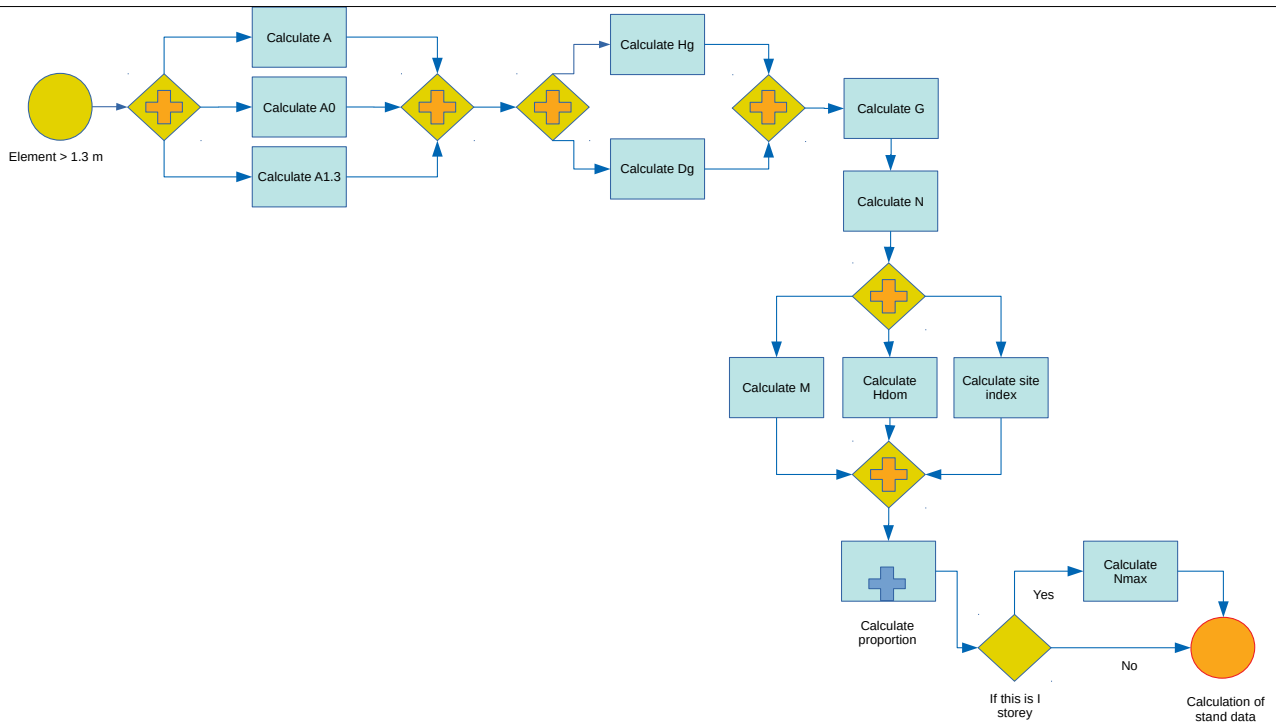 Calculate A
Calculate Hg
Calculate A0
Calculate G
Element > 1.3 m
Calculate A1.3
Calculate Dg
Calculate N
Calculate M
Calculate
Hdom
Calculate site
index
Calculate
proportion
Calculate
Nmax
Yes
No
If this is I
storey
Calculation of
stand data